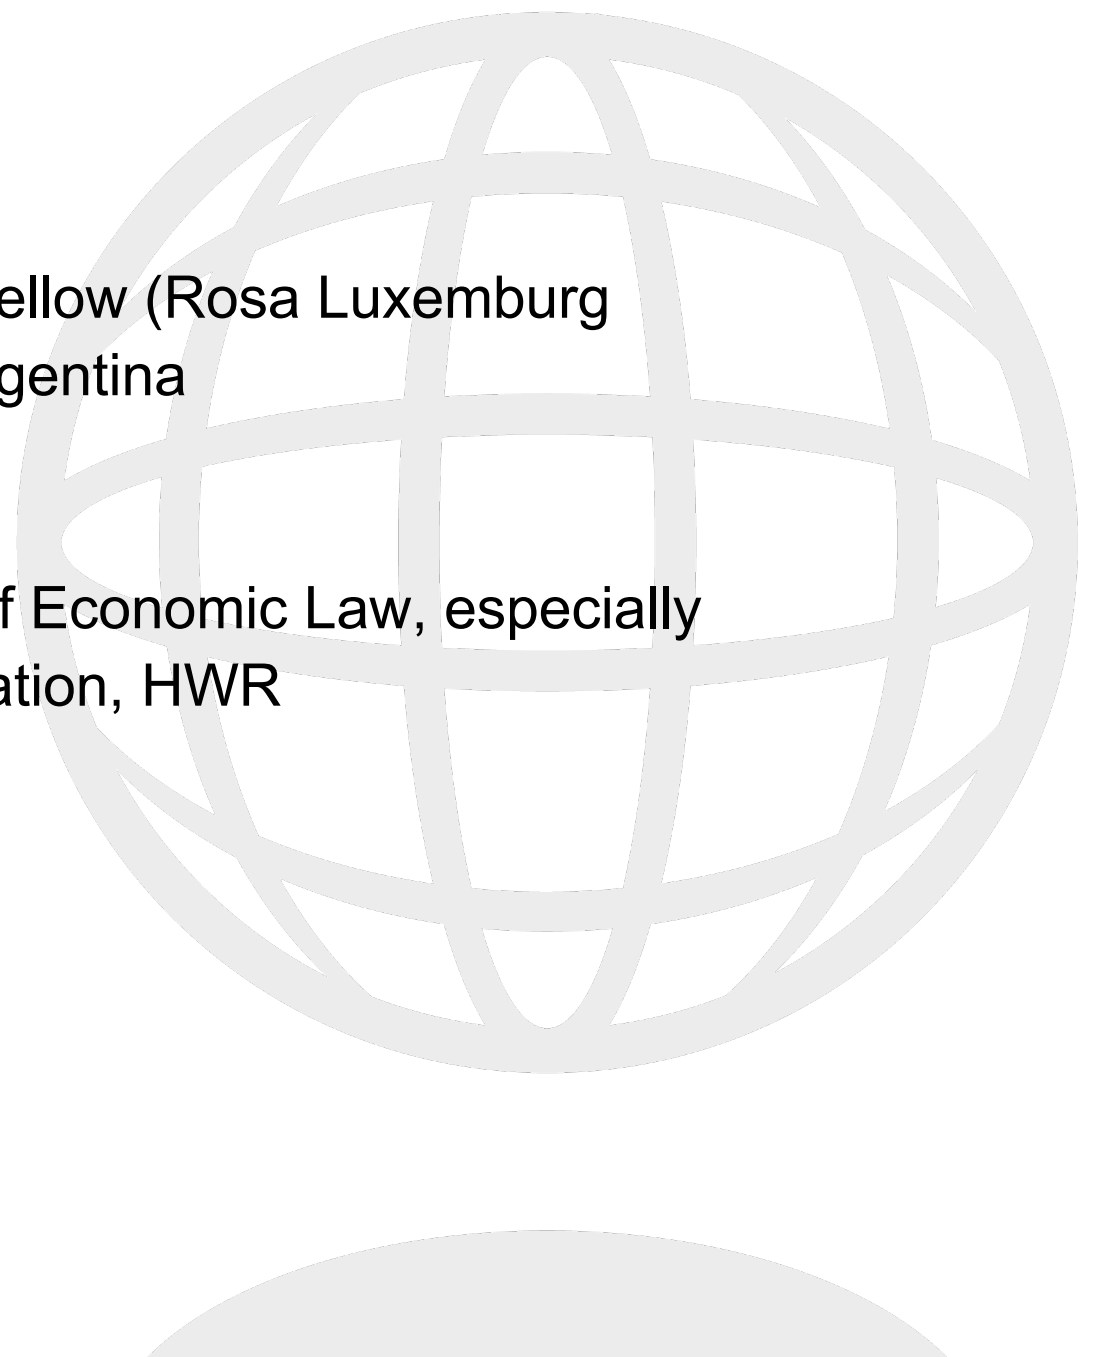 ellow (Rosa Luxemburg
gentina
f Economic Law, especially
ation, HWR